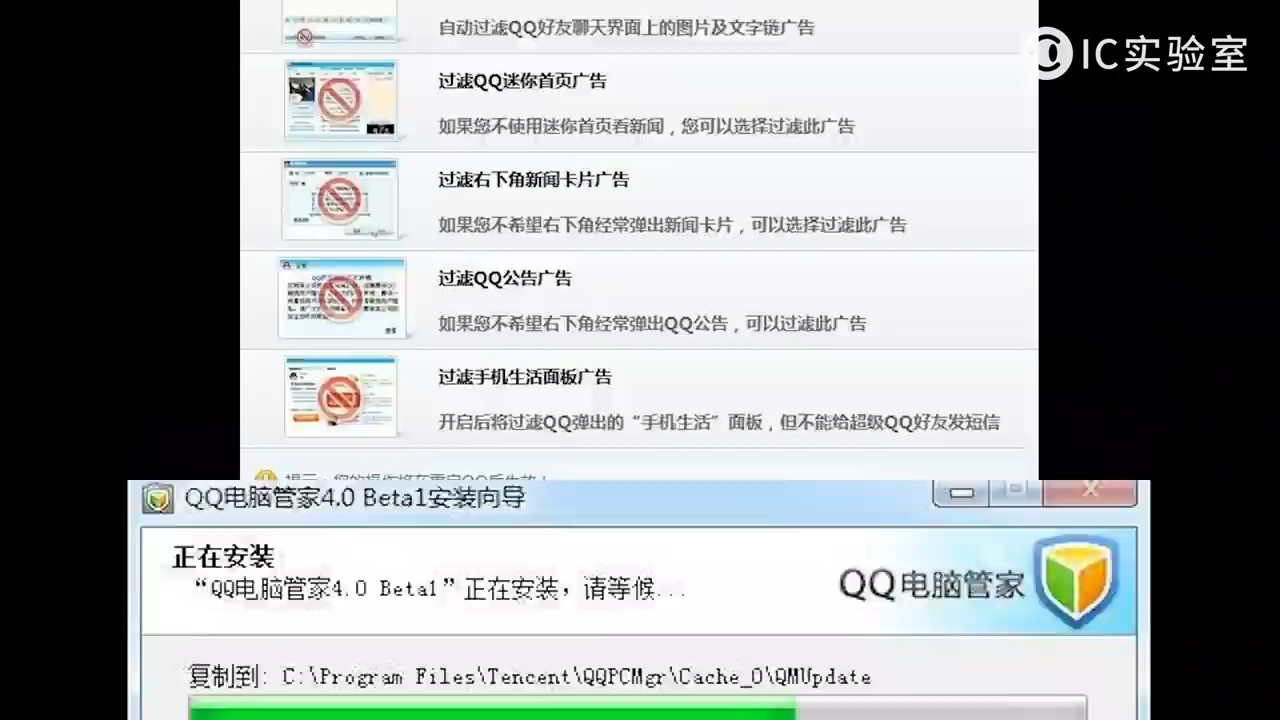 自动过滤QQ好友聊天界面上的图片及文字链广告
IC实验室
过滤QQ迷你首页广告
如果您不使用迷你首页看新闻，您可以选择过滤此广告
过滤右下角新闻卡片广告
如果您不希望右下角经常弹出新闻卡片，可以选择过滤此广告
过滤QQ公告广告
如果您不希望右下角经常弹出QQ公告，可以过滤此广告
过滤手机生活面板广告
开启后将过滤QQ弹出的“手机生活”面板，但不能给超级QQ好友发短信
QQ电脑管家4.0 Beta1安装向导
正在安装
“QQ电脑管家4.0 Beta1”正在安装，请等候...
QQ电脑管家
复制到: C:\Program Files\Tencent\QQPCMgr\Cache_0\QMUpdate